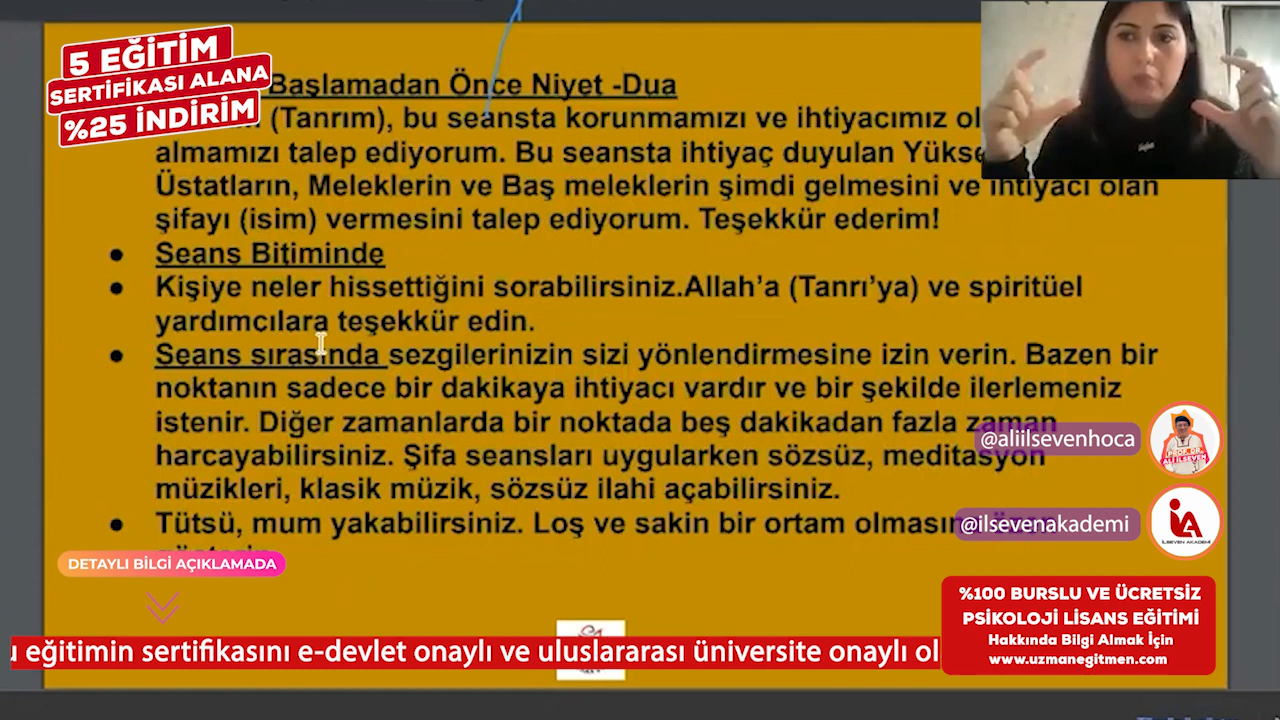 5 EĞİTİM
SERTİFİKASI ALANA
%25 İNDİRİM
Başlamadan Önce Niyet -Dua
(Tanrım), bu seansta korunmamızı ve ihtiyacımız
almamızı talep ediyorum. Bu seansta ihtiyaç duyulan
Üstatların, Meleklerin ve Baş meleklerin şimdi gelmesini ve ihtiyacı olan
şifayı (isim) vermesini talep ediyorum. Teşekkür ederim!
• Seans Bitiminde
• Kişiye neler hissettiğini sorabilirsiniz.Allah'a (Tanrı'ya) ve spiritüel
yardımcılara teşekkür edin.
• Seans sırasında sezgilerinizin sizi yönlendirmesine izin verin. Bazen bir
noktanın sadece bir dakikaya ihtiyacı vardır ve bir şekilde ilerlemeniz
istenir. Diğer zamanlarda bir noktada beş dakikadan fazla zaman
harcayabilirsiniz. Şifa seansları uygularken sözsüz, meditasyon
müzikleri, klasik müzik, sözsüz ilahi açabilirsiniz.
• Tütsü, mum yakabilirsiniz. Loş ve sakin bir ortam
@aliilsevenhoca
PROF. DR.
ALİ İLSEVEN
@ilsevenakademi
İLSEVEN AKADEMİ
DETAYLI BİLGİ AÇIKLAMADA
%100 BURSLU VE ÜCRETSİZ
PSİKOLOJİ LİSANS EĞİTİMİ
Hakkında Bilgi Almak İçin
www.uzmanegitmen.com
eğitimin sertifikasını e-devlet onaylı ve uluslararası üniversite onaylı